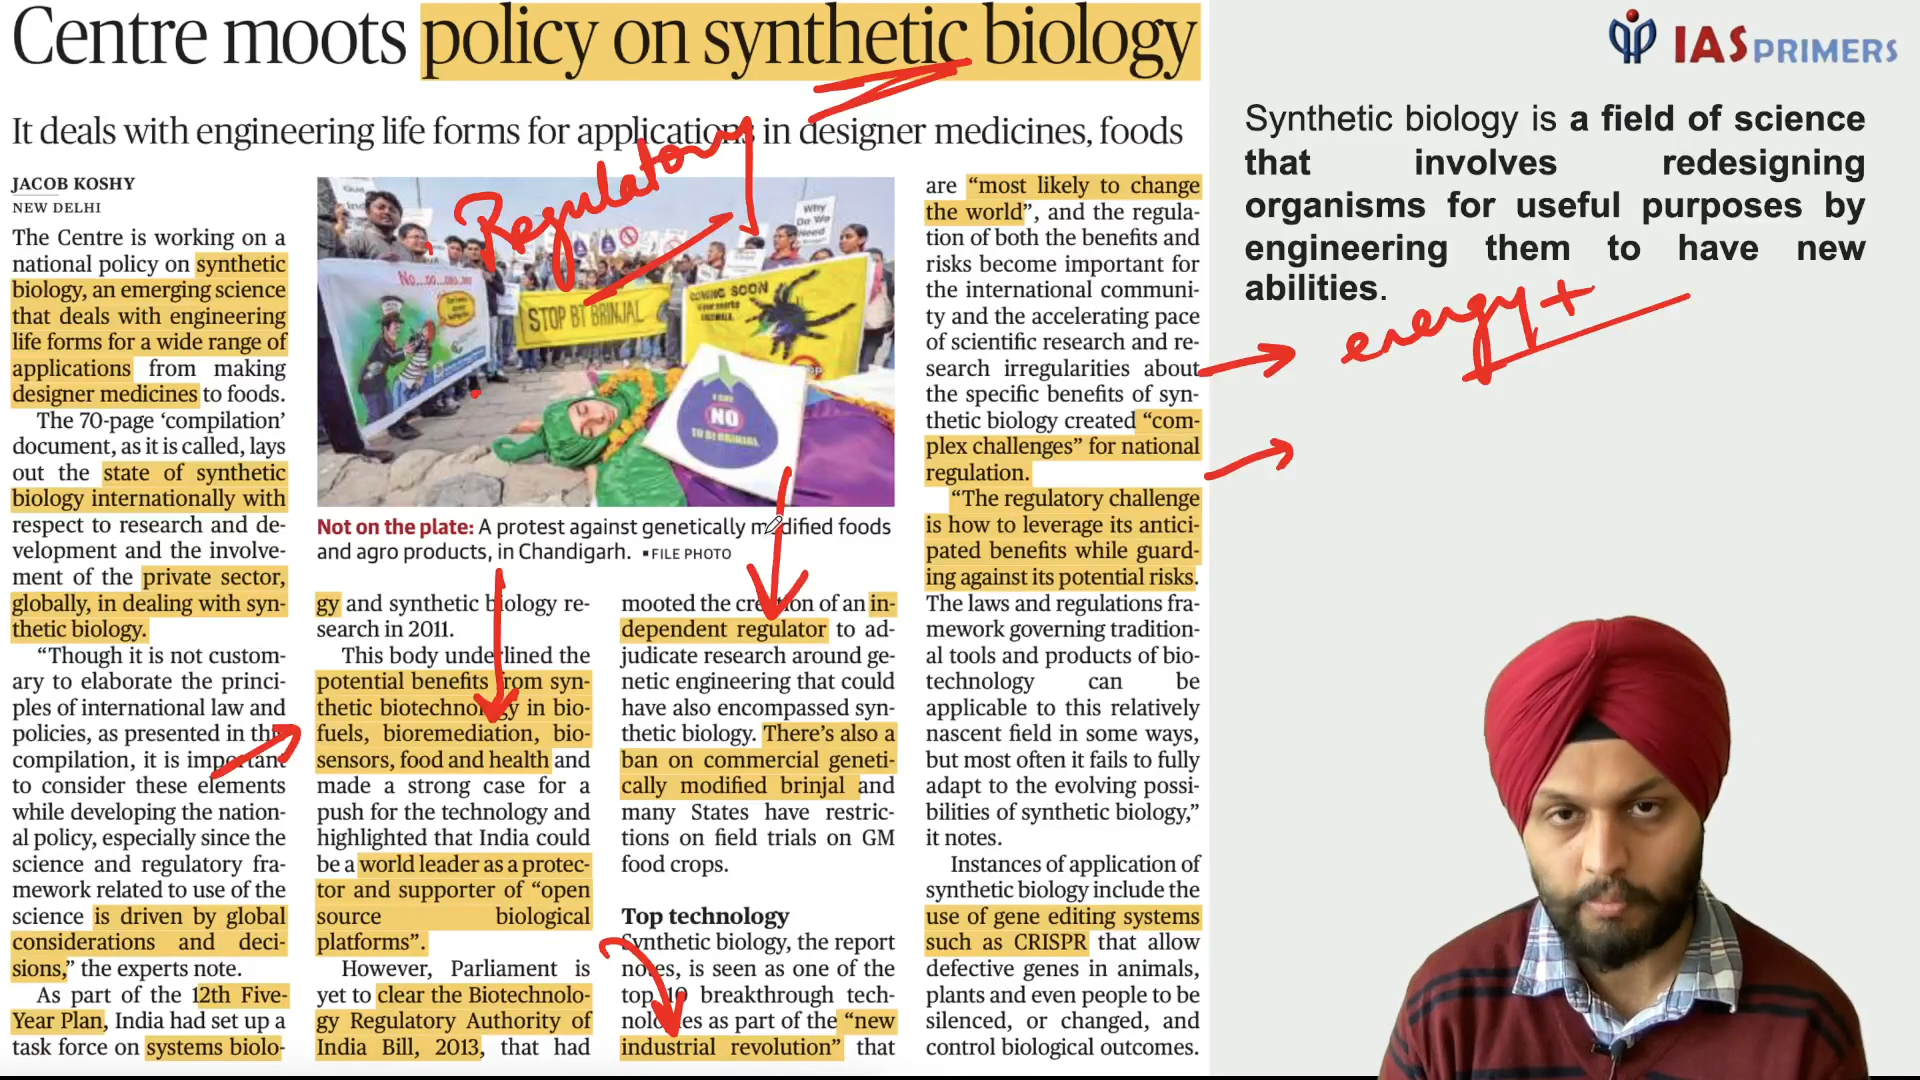 Centre moots policy on synthetic biology
It deals with engineering life forms for applications in designer medicines, foods
JACOB KOSHY
NEW DELHI
The Centre is working on a
national policy on synthetic
biology, an emerging science
that deals with engineering
life forms for a wide range of
applications from making
designer medicines to foods.
The 70-page ‘compilation’
document, as it is called, lays
out the state of synthetic
biology internationally with
respect to research and de-
velopment and the involve-
ment of the private sector,
globally, in dealing with syn-
thetic biology.
“Though it is not custom-
ary to elaborate the princi-
ples of international law and
policies, as presented in this
compilation, it is important
to consider these elements
while developing the nation-
al policy, especially since the
science and regulatory fra-
mework related to use of the
science is driven by global
considerations and deci-
sions,” the experts note.
As part of the 12th Five-
Year Plan, India had set up a
task force on systems biolo-
Regulatory
No...GO...GMO...NO!
STOP BT BRINJAL
COMING SOON
Why
Do We
Need
I SAY
NO
TO Bt BRINJAL
Not on the plate: A protest against genetically modified foods
and agro products, in Chandigarh. ▪FILE PHOTO
gy and synthetic biology re-
search in 2011.
This body underlined the
potential benefits from syn-
thetic biotechnology in bio-
fuels, bioremediation, bio-
sensors, food and health and
made a strong case for a
push for the technology and
highlighted that India could
be a world leader as a protec-
tor and supporter of “open
source biological
platforms”.
However, Parliament is
yet to clear the Biotechnolo-
gy Regulatory Authority of
India Bill, 2013, that had
mooted the creation of an in-
dependent regulator to ad-
judicate research around ge-
netic engineering that could
have also encompassed syn-
thetic biology. There’s also a
ban on commercial geneti-
cally modified brinjal and
many States have restric-
tions on field trials on GM
food crops.
Top technology
Synthetic biology, the report
notes, is seen as one of the
top 10 breakthrough tech-
nologies as part of the “new
industrial revolution” that
are “most likely to change
the world”, and the regula-
tion of both the benefits and
risks become important for
the international communi-
ty and the accelerating pace
of scientific research and re-
search irregularities about
the specific benefits of syn-
thetic biology created “com-
plex challenges” for national
regulation.
“The regulatory challenge
is how to leverage its antici-
pated benefits while guard-
ing against its potential risks.
The laws and regulations fra-
mework governing tradition-
al tools and products of bio-
technology can be
applicable to this relatively
nascent field in some ways,
but most often it fails to fully
adapt to the evolving possi-
bilities of synthetic biology,”
it notes.
Instances of application of
synthetic biology include the
use of gene editing systems
such as CRISPR that allow
defective genes in animals,
plants and even people to be
silenced, or changed, and
control biological outcomes.
IAS PRIMERS
Synthetic biology is a field of science
that involves redesigning
organisms for useful purposes by
engineering them to have new
abilities.
energy +